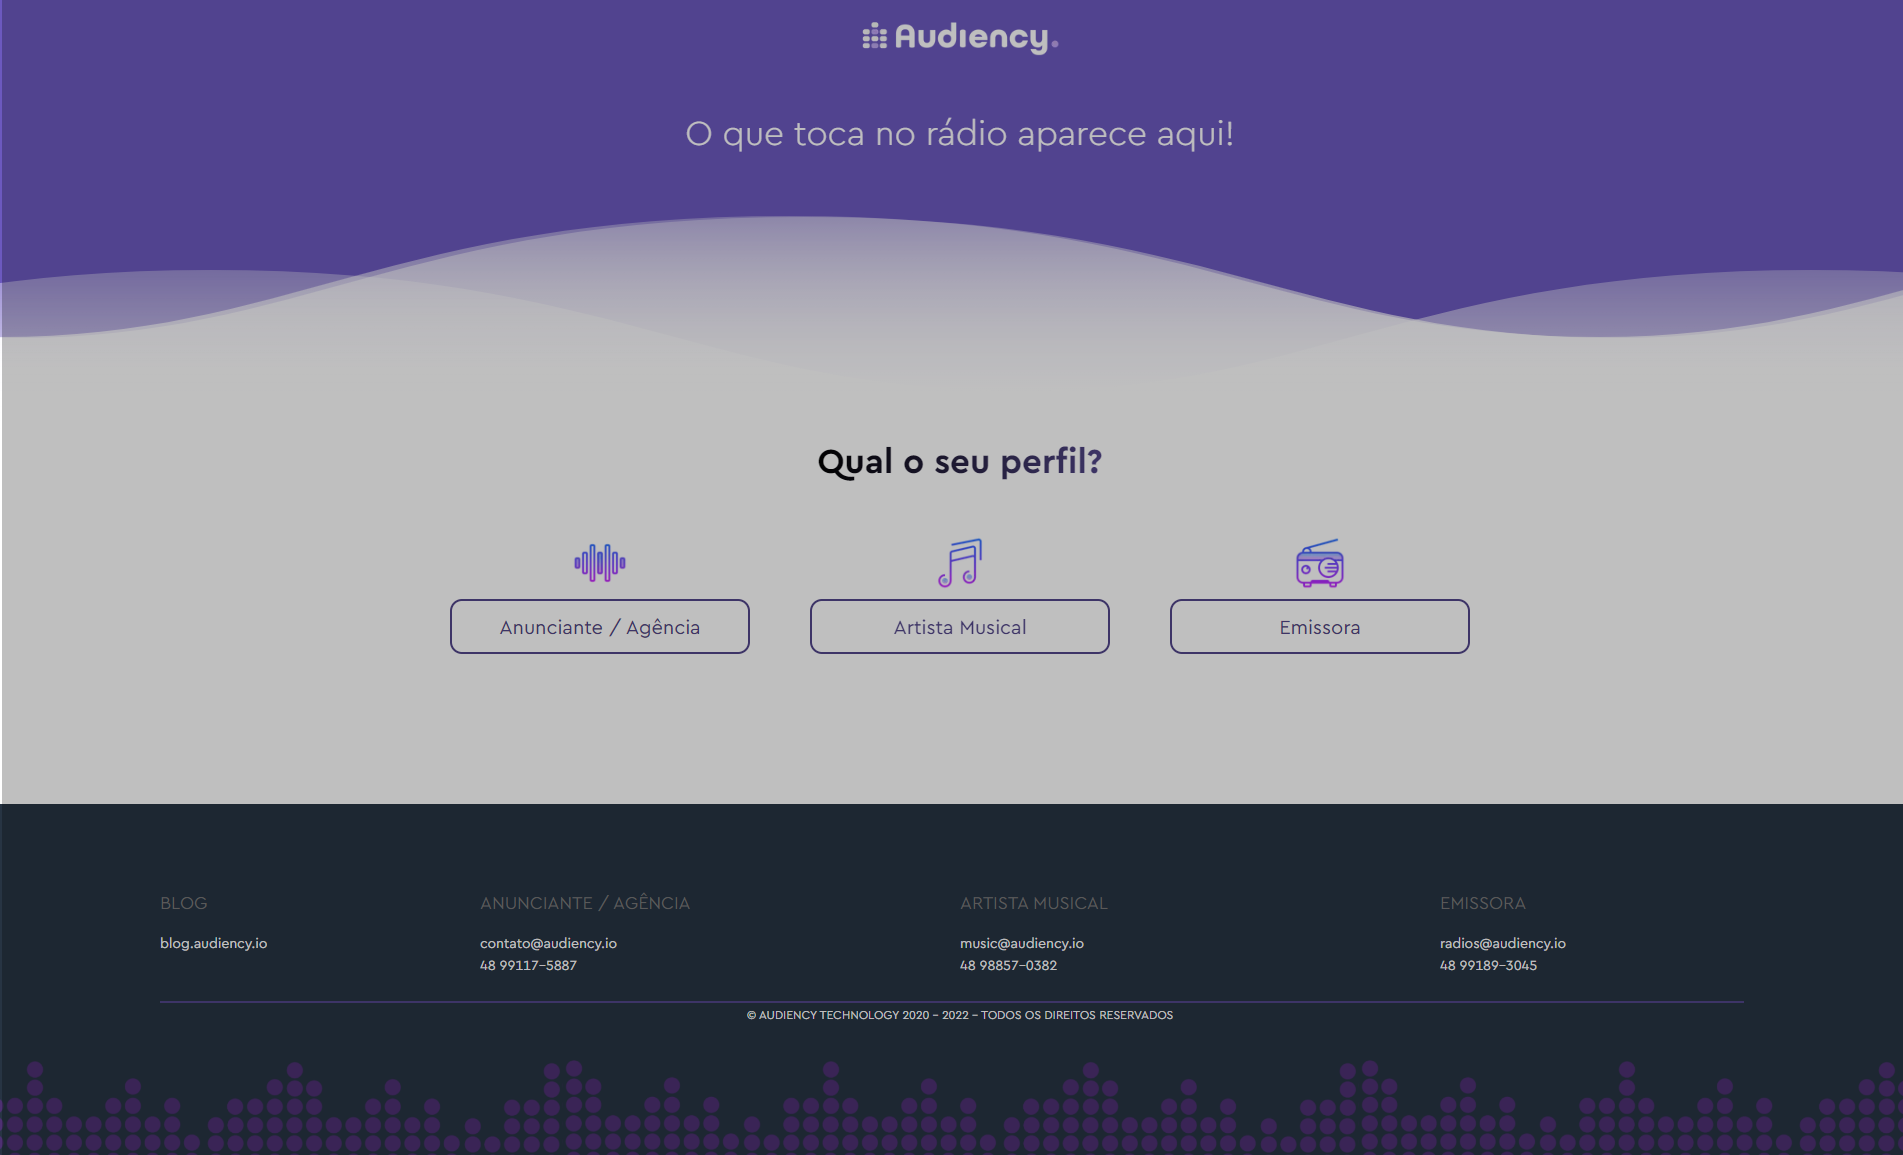 Audiency.
O que toca no rádio aparece aqui!
Qual o seu perfil?
Anunciante / Agência
Artista Musical
Emissora
BLOG
blog.audiency.io
ANUNCIANTE / AGÊNCIA
contato@audiency.io
48 99117-5887
ARTISTA MUSICAL
music@audiency.io
48 98857-0382
EMISSORA
radios@audiency.io
48 99189-3045
© AUDIENCY TECHNOLOGY 2020 - 2022 - TODOS OS DIREITOS RESERVADOS